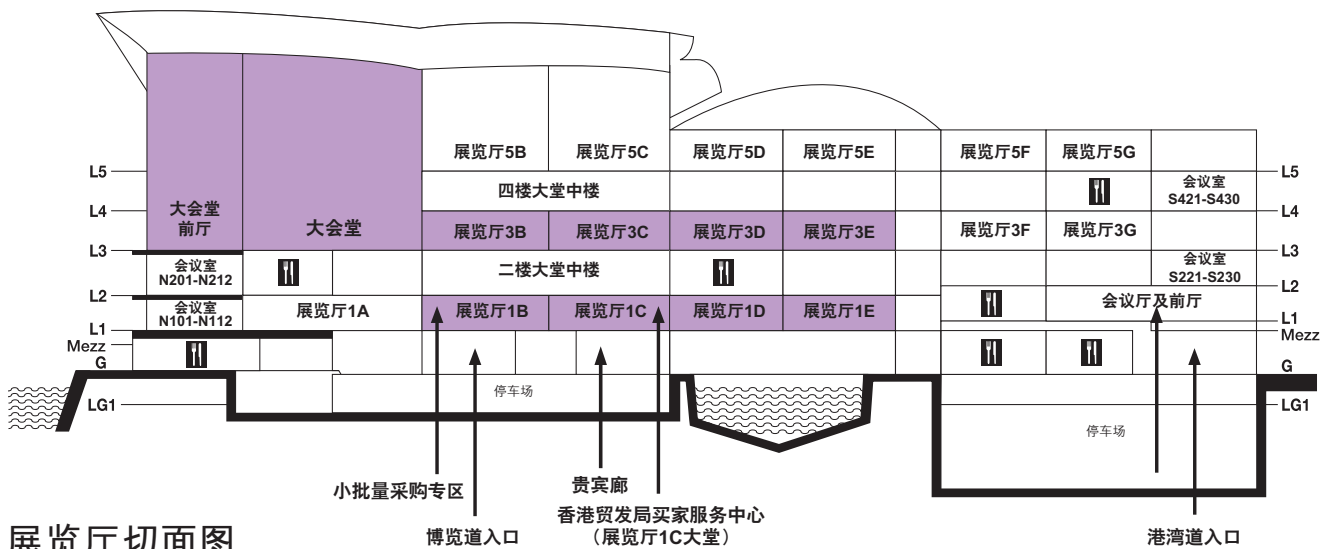 展览厅5B
展览厅5C
展览厅5D
展览厅5E
展览厅5F
展览厅5G
L5
L5
四楼大堂中楼
会议室
S421-S430
L4
L4
大会堂
前厅
大会堂
展览厅3B
展览厅3C
展览厅3D
展览厅3E
展览厅3F
展览厅3G
L3
L3
会议室
N201-N212
二楼大堂中楼
会议室
S221-S230
L2
L2
会议室
N101-N112
展览厅1A
展览厅1B
展览厅1C
展览厅1D
展览厅1E
会议厅及前厅
L1
L1
Mezz
Mezz
G
G
停车场
LG1
LG1
停车场
小批量采购专区
贵宾廊
博览道入口
香港贸发局买家服务中心
（展览厅1C大堂）
港湾道入口
展览厅切面图